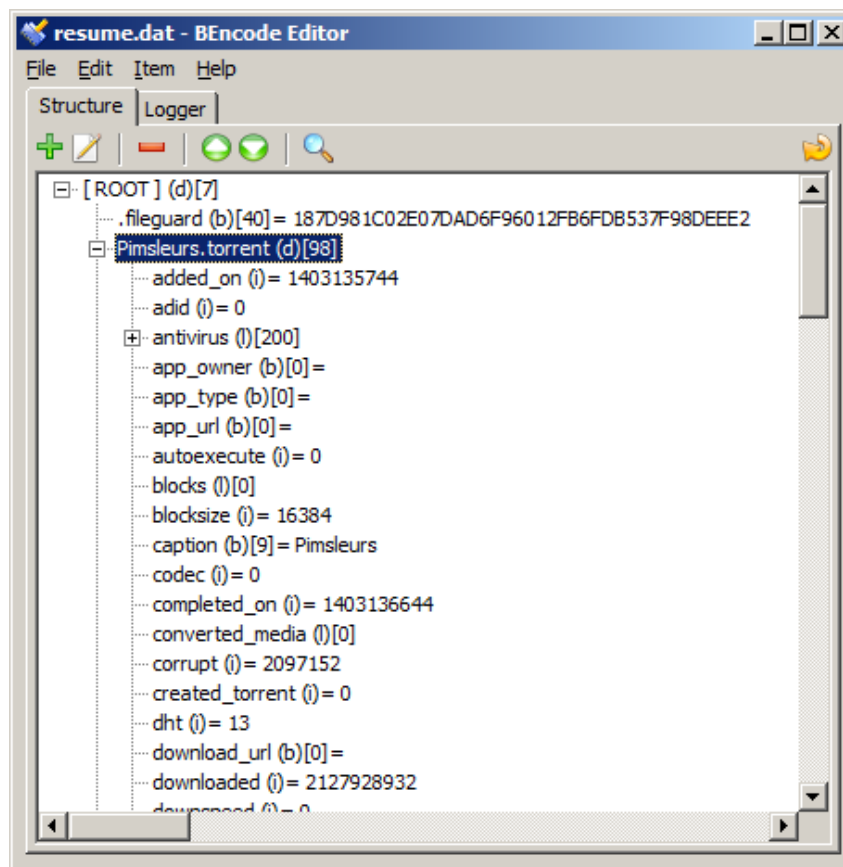 resume.dat - BEncode Editor
File Edit Item Help
Structure Logger
[ ROOT ] (d)[7]
.fileguard (b)[40] = 187D981C02E07DAD6F96012FB6FDB537F98DEEE2
Pimsleurs.torrent (d)[98]
added_on (i) = 1403135744
adid (i) = 0
antivirus (l)[200]
app_owner (b)[0] =
app_type (b)[0] =
app_url (b)[0] =
autoexecute (i) = 0
blocks (l)[0]
blocksize (i) = 16384
caption (b)[9] = Pimsleurs
codec (i) = 0
completed_on (i) = 1403136644
converted_media (l)[0]
corrupt (i) = 2097152
created_torrent (i) = 0
dht (i) = 13
download_url (b)[0] =
downloaded (i) = 2127928932
downspeed (i) = 0